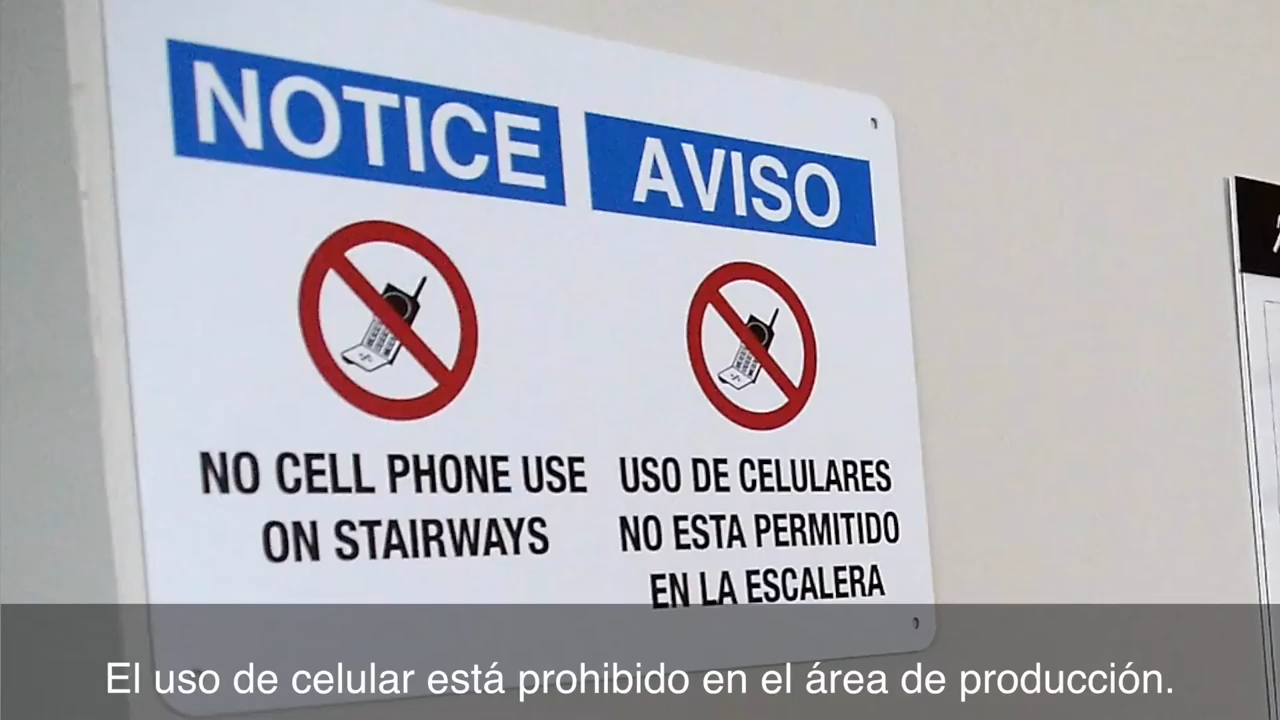 NOTICE
NO CELL PHONE USE
ON STAIRWAYS
AVISO
USO DE CELULARES
NO ESTA PERMITIDO
EN LA ESCALERA
El uso de celular está prohibido en el área de producción.